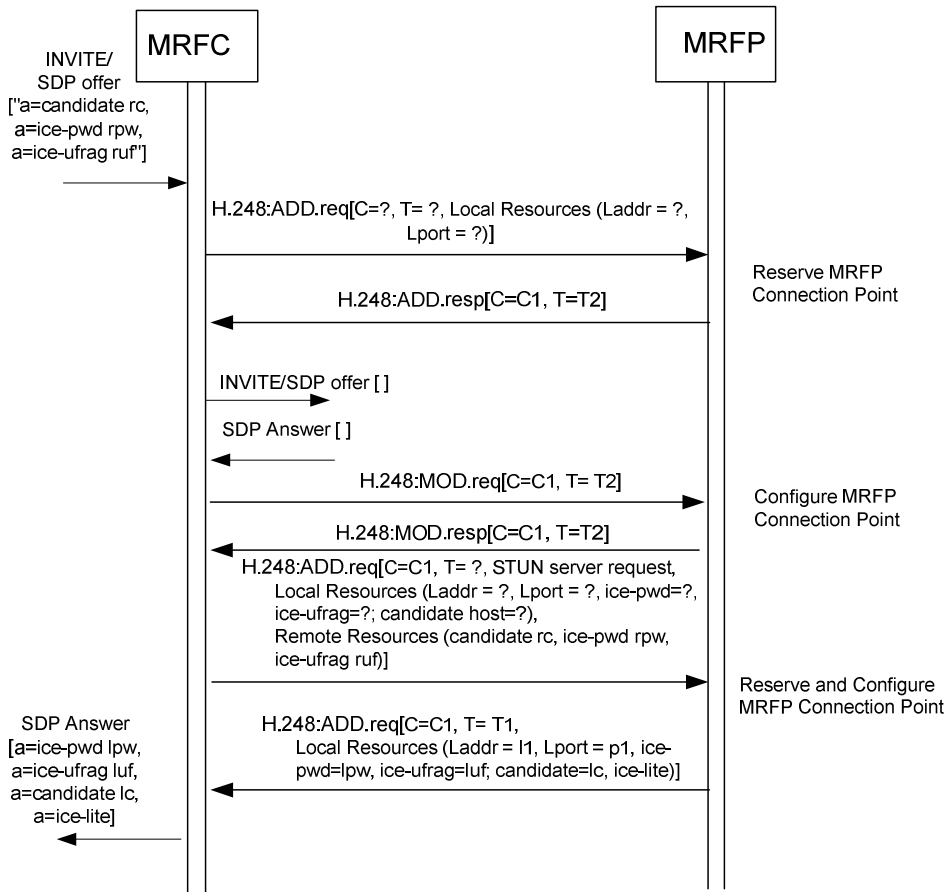 MRFC
MRFP
INVITE/
SDP offer
["a=candidate rc,
a=ice-pwd rpw,
a=ice-ufrag ruf"]
H.248:ADD.req[C=?, T= ?, Local Resources (Laddr = ?,
Lport = ?)]
Reserve MRFP
Connection Point
H.248:ADD.resp[C=C1, T=T2]
INVITE/SDP offer [ ]
SDP Answer [ ]
H.248:MOD.req[C=C1, T= T2]
Configure MRFP
Connection Point
H.248:MOD.resp[C=C1, T=T2]
H.248:ADD.req[C=C1, T= ?, STUN server request,
Local Resources (Laddr = ?, Lport = ?, ice-pwd=?,
ice-ufrag=?; candidate host=?),
Remote Resources (candidate rc, ice-pwd rpw,
ice-ufrag ruf)]
Reserve and Configure
MRFP Connection Point
SDP Answer
[a=ice-pwd lpw,
a=ice-ufrag luf,
a=candidate lc,
a=ice-lite]
H.248:ADD.req[C=C1, T= T1,
Local Resources (Laddr = l1, Lport = p1, ice-
pwd=lpw, ice-ufrag=luf; candidate=lc, ice-lite)]